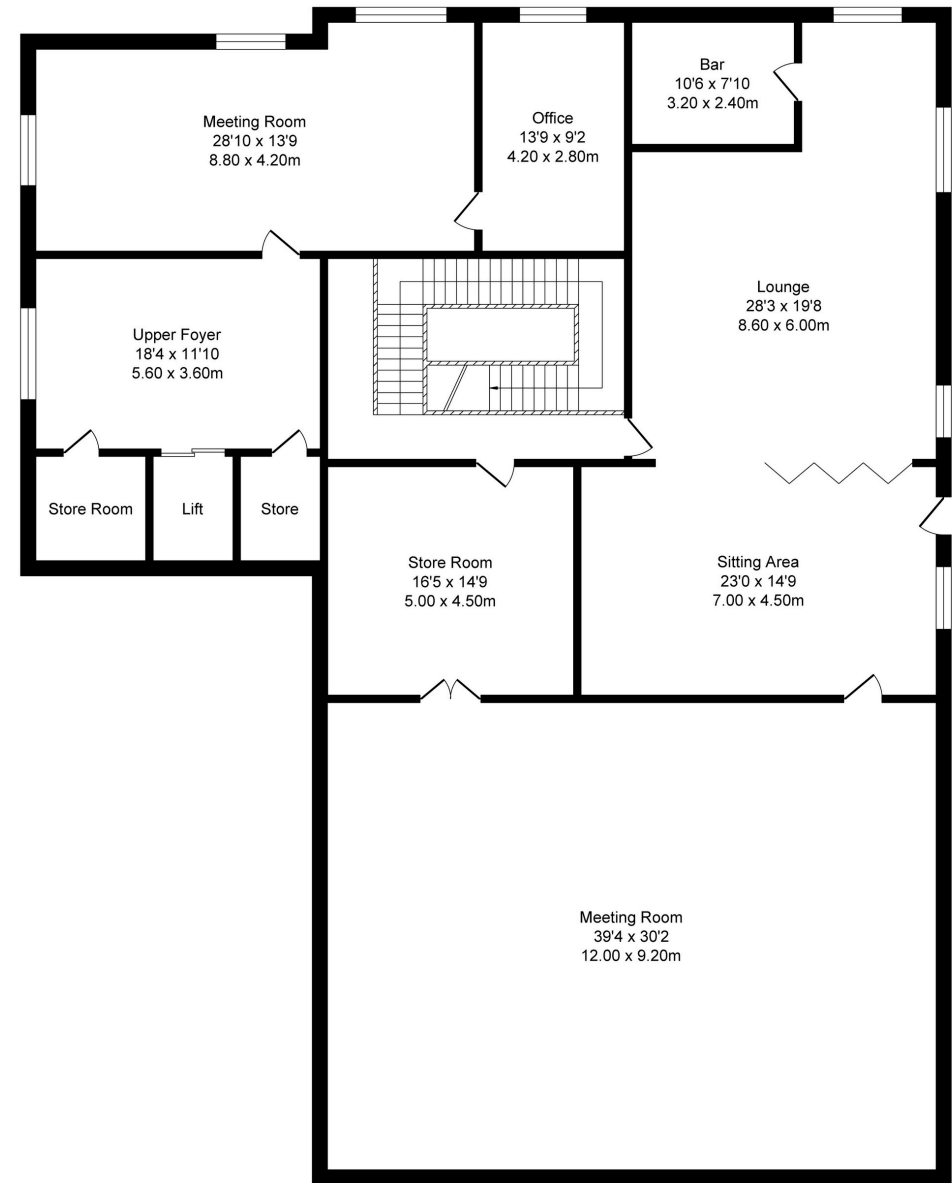 Meeting Room
28'10 x 13'9
8.80 x 4.20m
Office
13'9 x 9'2
4.20 x 2.80m
Bar
10'6 x 7'10
3.20 x 2.40m
Upper Foyer
18'4 x 11'10
5.60 x 3.60m
Lounge
28'3 x 19'8
8.60 x 6.00m
Store Room
Lift
Store
Store Room
16'5 x 14'9
5.00 x 4.50m
Sitting Area
23'0 x 14'9
7.00 x 4.50m
Meeting Room
39'4 x 30'2
12.00 x 9.20m